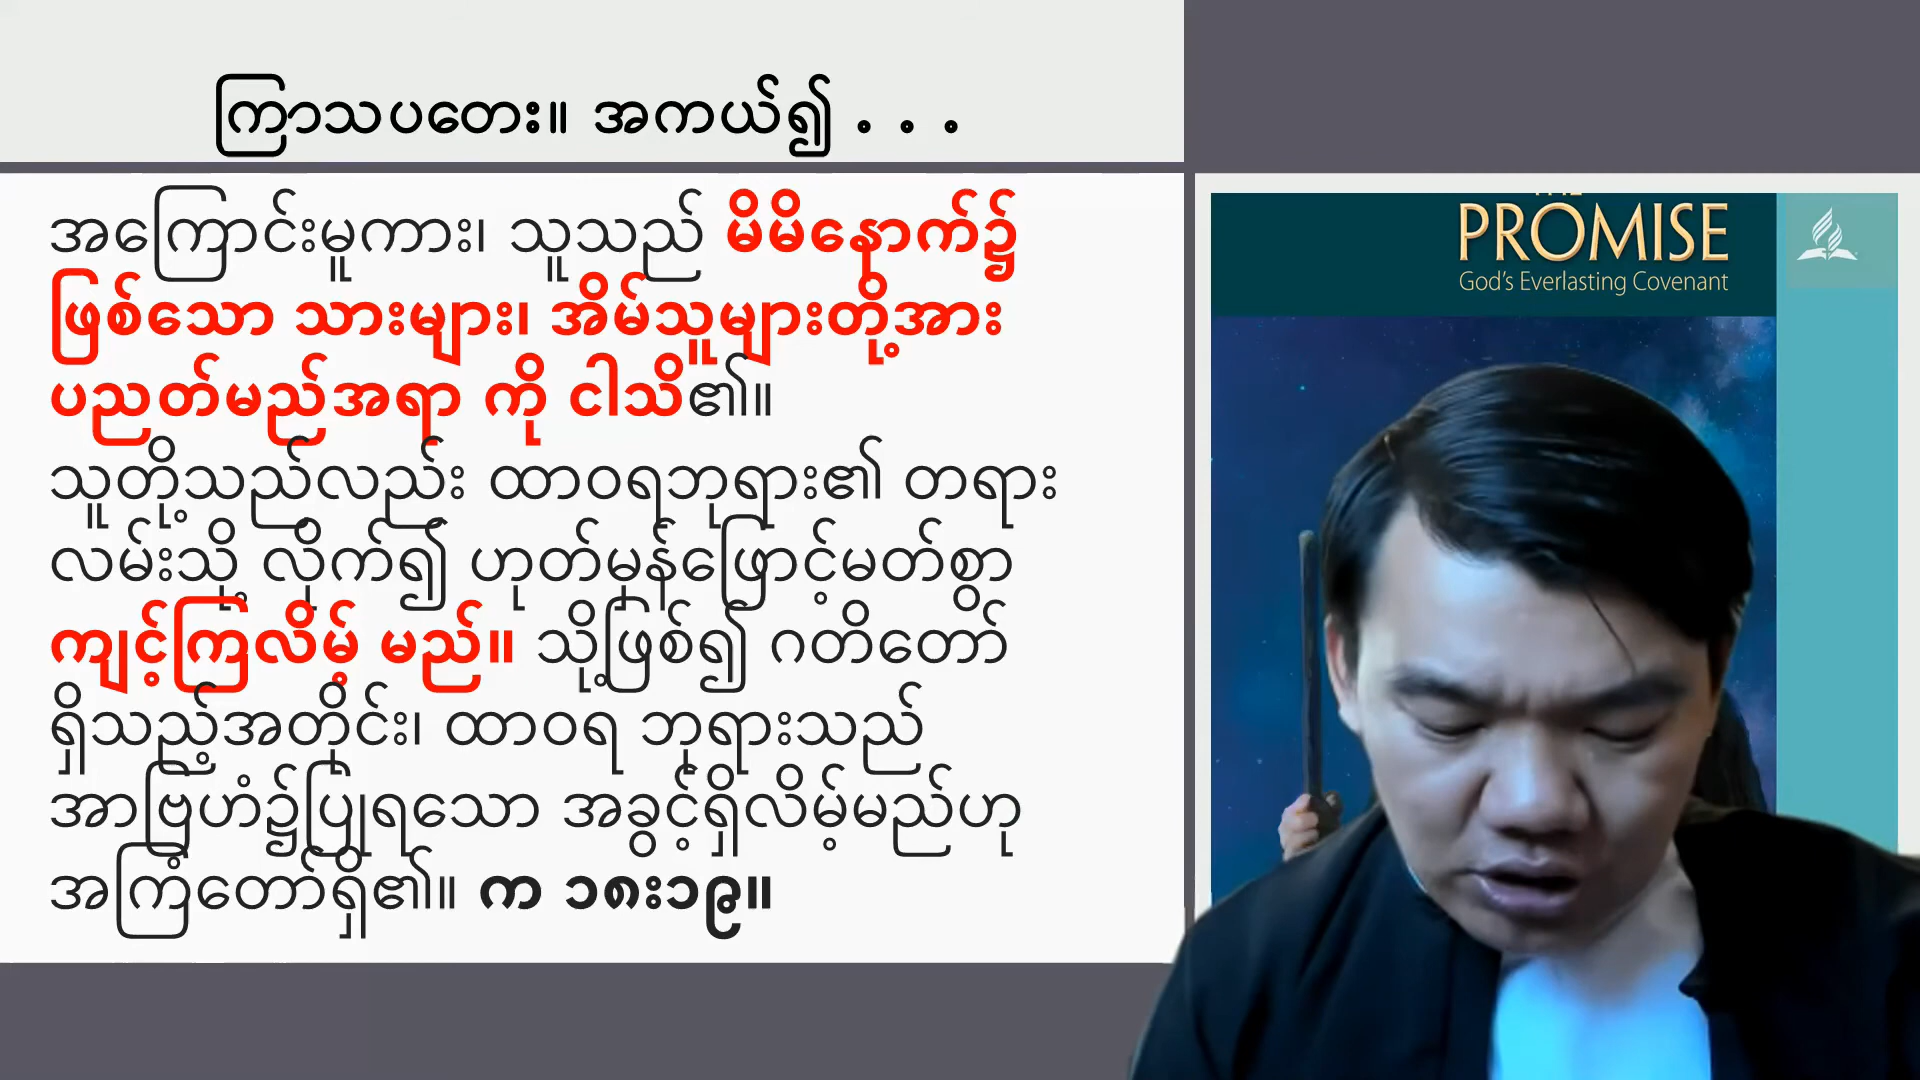 ကြာသပတေး။ အကယ်၍ . . .
အကြောင်းမူကား၊ သူသည် မိမိနောက်၌
ဖြစ်သော သားများ၊ အိမ်သူများတို့အား
ပညတ်မည်အရာ ကို ငါသိ၏။
သူတို့သည်လည်း ထာဝရဘုရား၏ တရား
လမ်းသို့ လိုက်၍ ဟုတ်မှန်ဖြောင့်မတ်စွာ
ကျင့်ကြလိမ့် မည်။ သို့ဖြစ်၍ ဂတိတော်
ရှိသည့်အတိုင်း၊ ထာဝရ ဘုရားသည်
အာဗြဟံ၌ပြုရသော အခွင့်ရှိလိမ့်မည်ဟု
အကြံတော်ရှိ၏။ က ၁၈း၁၉။
PROMISE
God's Everlasting Covenant